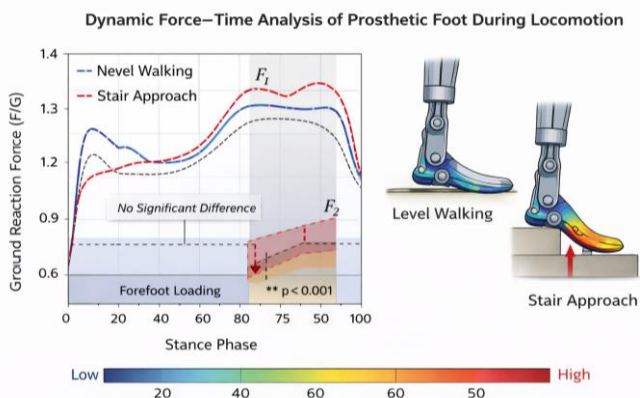 Dynamic Force–Time Analysis of Prosthetic Foot During Locomotion
Ground Reaction Fonce (F/G)
1.4
1.3
1.2
0.9
0.6
Nevel Walking
Stair Approach
F₁
No Significant Difference
F₂
Forefoot Loading
** p < 0.001
0 20 40 60 80 75 50 100
Stance Phase
Level Walking
Stair Approach
Low
High
20 40 60 60 50